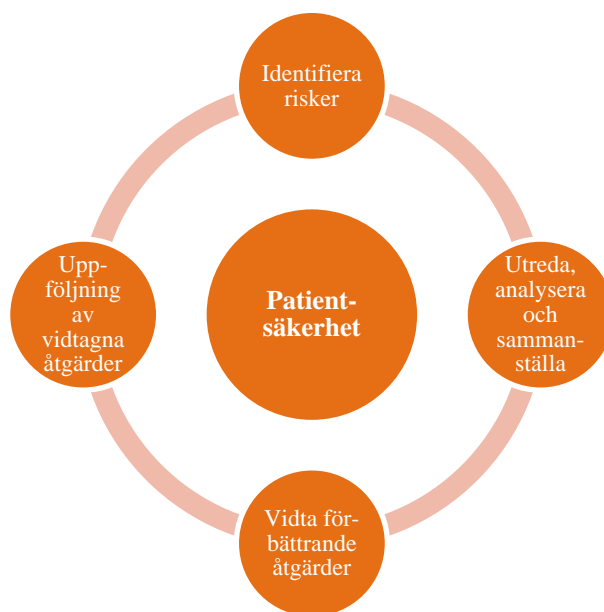 Identifiera
risker
Utreda,
analysera
och
samman-
ställa
Vidta för-
bättrande
åtgärder
Upp-
följning
av
vidtagna
åtgärder
Patient-
säkerhet